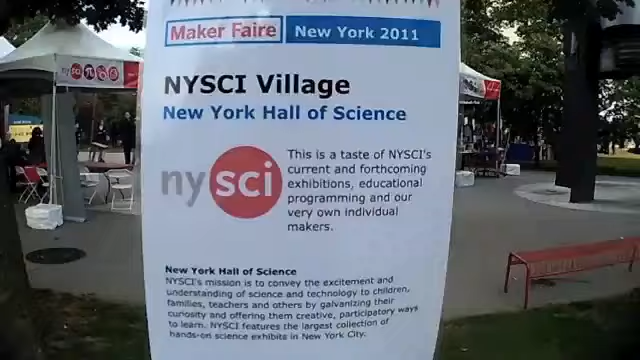 Maker Faire New York 2011
NYSCI Village
New York Hall of Science
nysci
This is a taste of NYSCI's
current and forthcoming
exhibitions, educational
programming and our
very own individual
makers.
New York Hall of Science
NYSCI's mission is to convey the excitement and
understanding of science and technology to children,
families, teachers and others by galvanizing their
curiosity and offering them creative, participatory ways
to learn. NYSCI features the largest collection of
hands-on science exhibits in New York City.